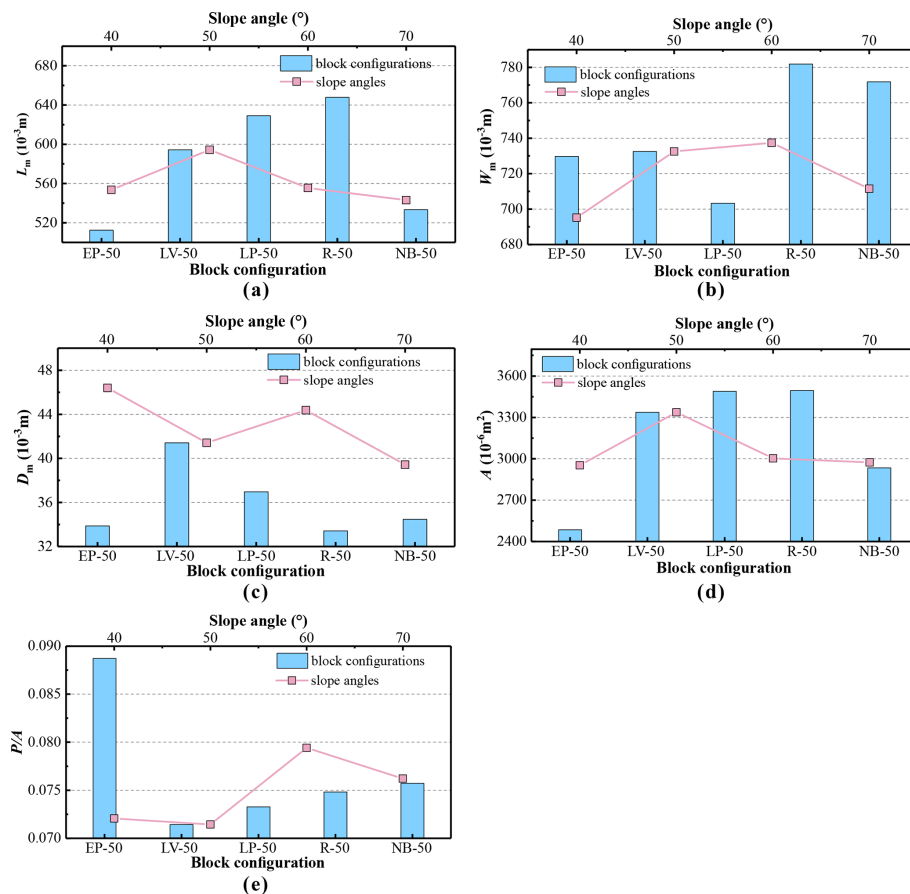 Slope angle (°)
40 50 60 70
680
640
600
560
520
L_m (10⁻³m)
block configurations
slope angles
EP-50 LV-50 LP-50 R-50 NB-50
Block configuration
(a)
Slope angle (°)
40 50 60 70
780
760
740
720
700
680
W_m (10⁻³m)
block configurations
slope angles
EP-50 LV-50 LP-50 R-50 NB-50
Block configuration
(b)
Slope angle (°)
40 50 60 70
48
44
40
36
32
D_m (10⁻³m)
block configurations
slope angles
EP-50 LV-50 LP-50 R-50 NB-50
Block configuration
(c)
Slope angle (°)
40 50 60 70
3600
3300
3000
2700
2400
A (10⁻⁶m²)
block configurations
slope angles
EP-50 LV-50 LP-50 R-50 NB-50
Block configuration
(d)
Slope angle (°)
40 50 60 70
0.090
0.085
0.080
0.075
0.070
P/A
block configurations
slope angles
EP-50 LV-50 LP-50 R-50 NB-50
Block configuration
(e)